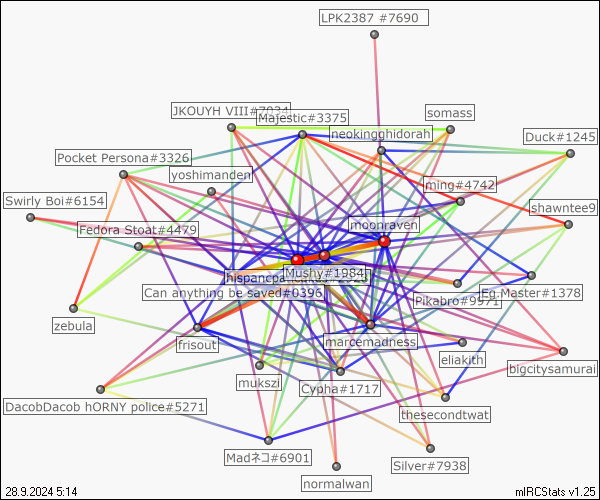 LPK2387 #7690
JKOUYH VIII#7034
Majestic#3375
somass
neokingghidorah
Duck#1245
Pocket Persona#3326
yoshimanden
ming#4742
Swirly Boi#6154
shawntee9
Fedora Stoat#4479
moonraven
Mushy#1984
Can anything be saved#0396
Pikabro#9971
Eg.Master#1378
zebula
frisout
marcemadness
eliakith
bigcitysamurai
mukszi
Cypha#1717
DacobDacob hORNY police#5271
thesecondtwat
Madネコ#6901
Silver#7938
normalwan
28.9.2024 5:14
mIRCStats v1.25